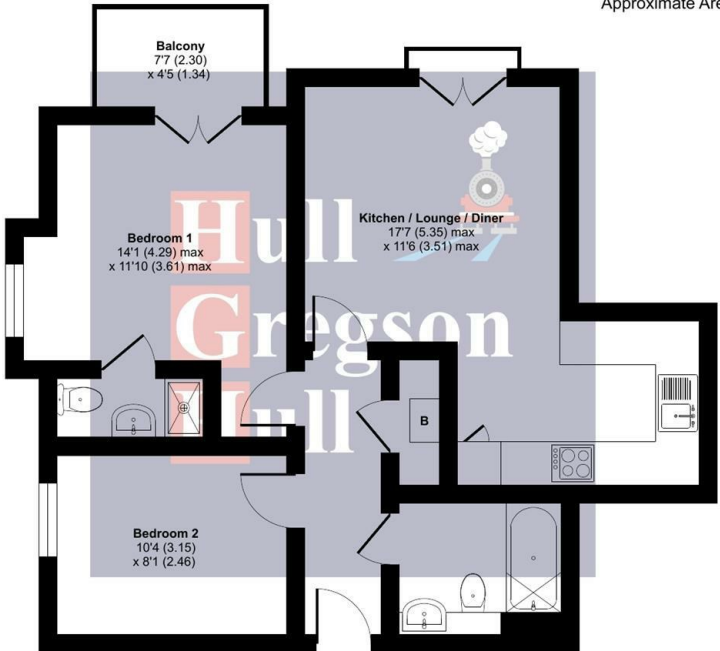 Approximate Are
Balcony
7'7 (2.30)
x 4'5 (1.34)
Kitchen / Lounge / Diner
17'7 (5.35) max
x 11'6 (3.51) max
Bedroom 1
14'1 (4.29) max
x 11'10 (3.61) max
Hull
Gregson
Hull
B
Bedroom 2
10'4 (3.15)
x 8'1 (2.46)